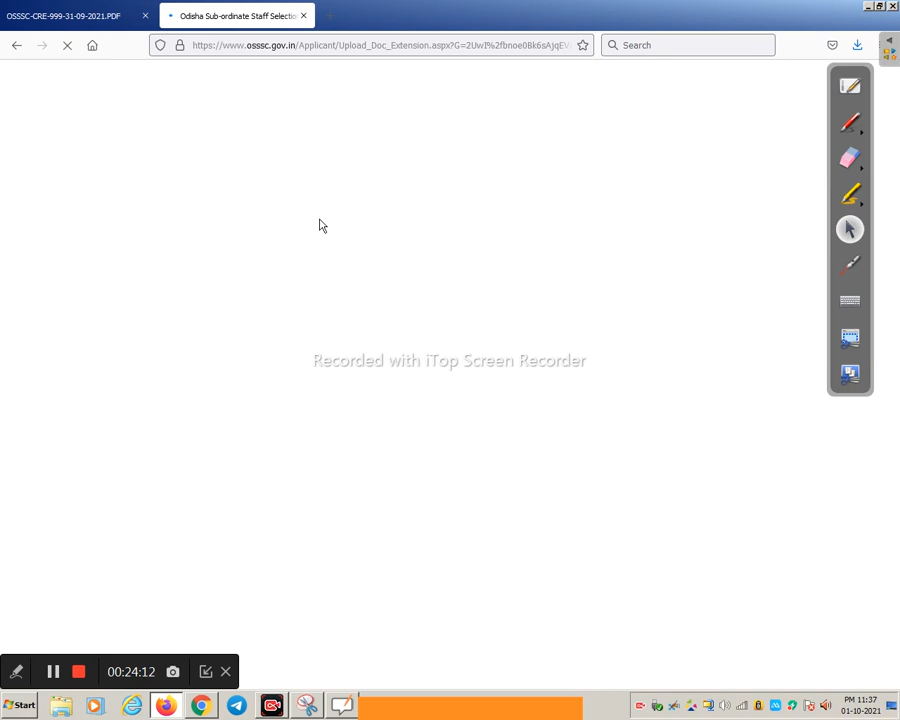 OSSSC-CRE-999-31-09-2021.PDF
Odisha Sub-ordinate Staff Selectio
https://www.osssc.gov.in/Applicant/Upload_Doc_Extension.aspx?G=2UwI%2fbnoe0Bk6sAjqEV
Search
Recorded with iTop Screen Recorder
00:24:12
Start
PM 11:37
01-10-2021